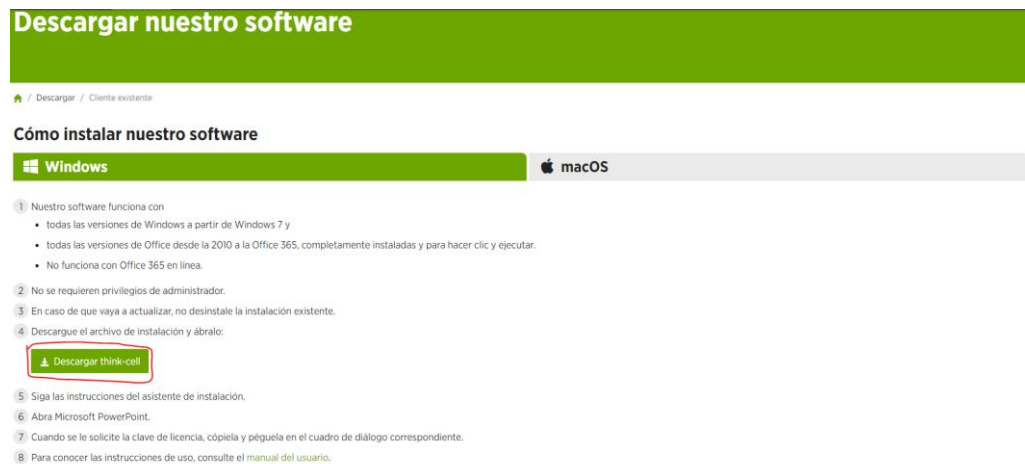 Descargar nuestro software
/ Descargar / Cliente existente
Cómo instalar nuestro software
Windows
macOS
1 Nuestro software funciona con
• todas las versiones de Windows a partir de Windows 7 y
• todas las versiones de Office desde la 2010 a la Office 365, completamente instaladas y para hacer clic y ejecutar.
• No funciona con Office 365 en línea.
2 No se requieren privilegios de administrador.
3 En caso de que vaya a actualizar, no desinstale la instalación existente.
4 Descargue el archivo de instalación y ábralo:
Descargar think-cell
5 Siga las instrucciones del asistente de instalación.
6 Abra Microsoft PowerPoint.
7 Cuando se le solicite la clave de licencia, cópiela y péguela en el cuadro de diálogo correspondiente.
8 Para conocer las instrucciones de uso, consulte el manual del usuario.